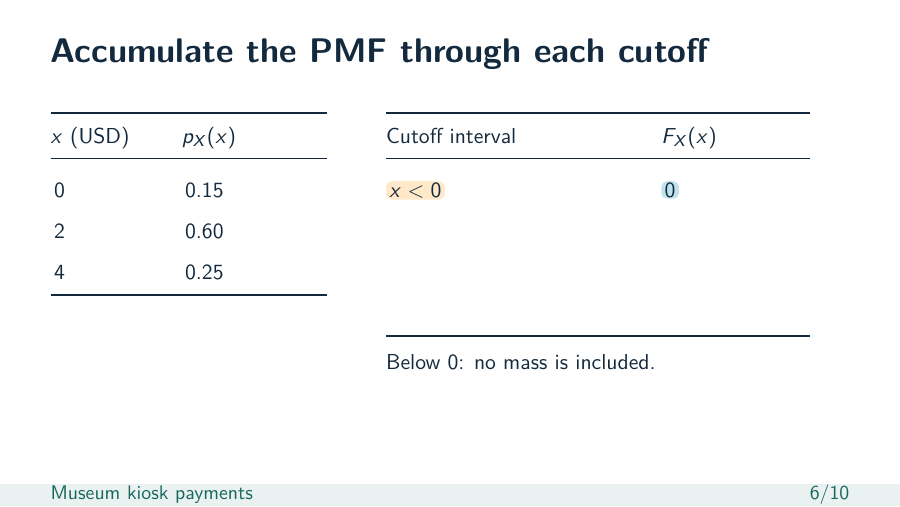 Accumulate the PMF through each cutoff
x (USD) pX(x)
0 0.15
2 0.60
4 0.25
Cutoff interval FX(x)
x < 0 0
Below 0: no mass is included.
Museum kiosk payments 6/10